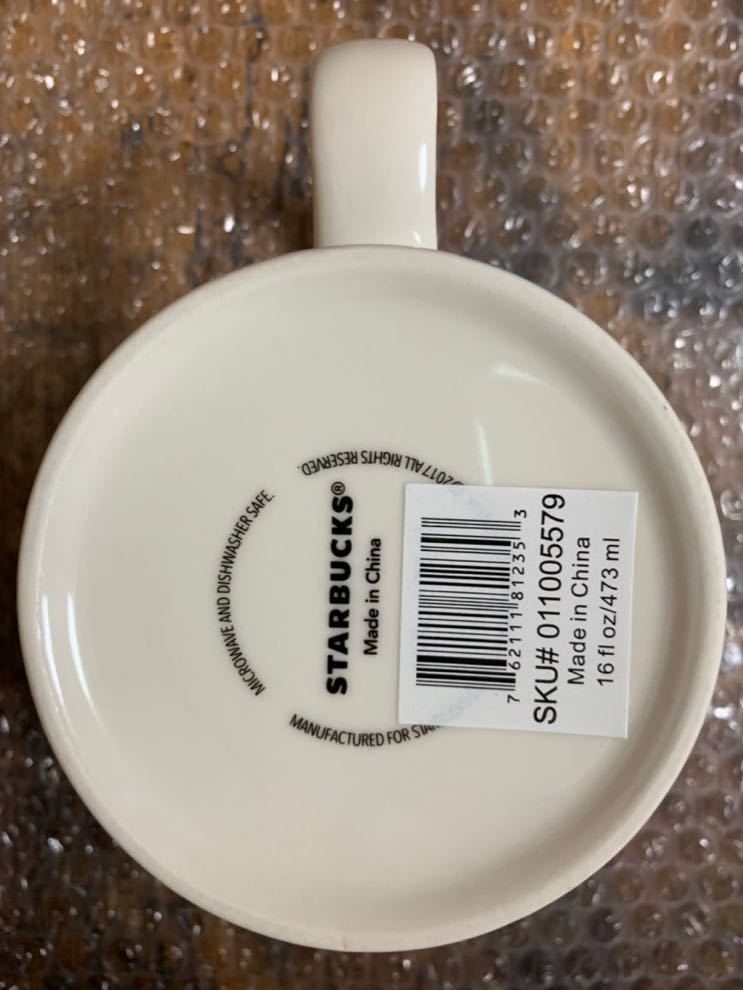 MICROWAVE AND DISHWASHER SAFE.
©2017 ALL RIGHTS RESERVED.
STARBUCKS®
Made in China
MANUFACTURED FOR
7 62111 81235 3
SKU# 011005579
Made in China
16 fl oz/473 ml